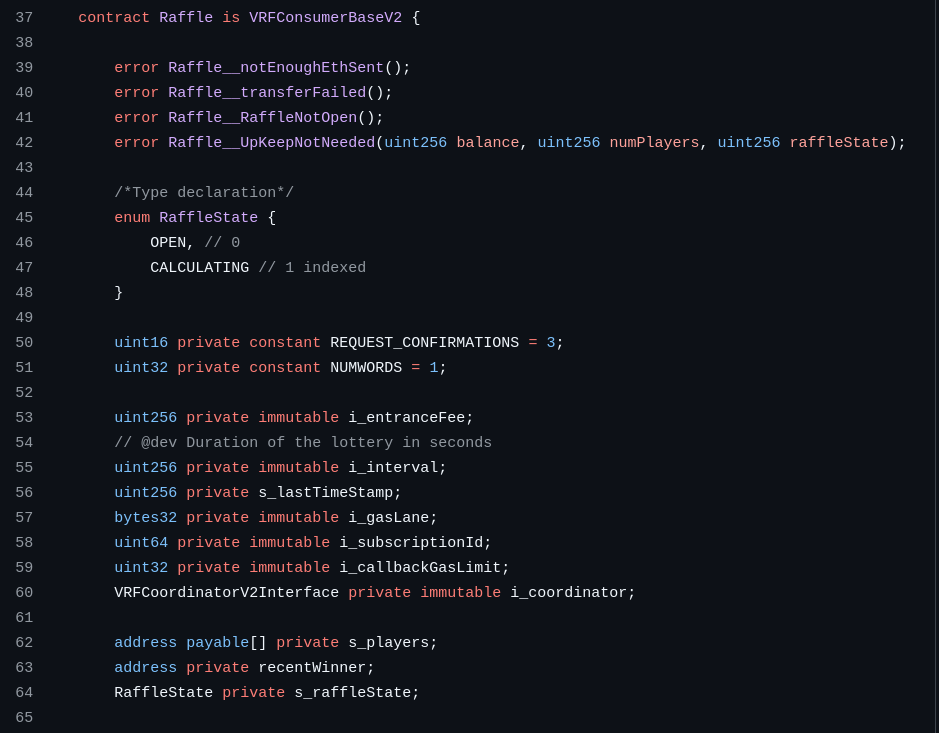 37 contract Raffle is VRFConsumerBaseV2 {
38
39 error Raffle__notEnoughEthSent();
40 error Raffle__transferFailed();
41 error Raffle__RaffleNotOpen();
42 error Raffle__UpKeepNotNeeded(uint256 balance, uint256 numPlayers, uint256 raffleState);
43
44 /*Type declaration*/
45 enum RaffleState {
46 OPEN, // 0
47 CALCULATING // 1 indexed
48 }
49
50 uint16 private constant REQUEST_CONFIRMATIONS = 3;
51 uint32 private constant NUMWORDS = 1;
52
53 uint256 private immutable i_entranceFee;
54 // @dev Duration of the lottery in seconds
55 uint256 private immutable i_interval;
56 uint256 private s_lastTimeStamp;
57 bytes32 private immutable i_gasLane;
58 uint64 private immutable i_subscriptionId;
59 uint32 private immutable i_callbackGasLimit;
60 VRFCoordinatorV2Interface private immutable i_coordinator;
61
62 address payable[] private s_players;
63 address private recentWinner;
64 RaffleState private s_raffleState;
65